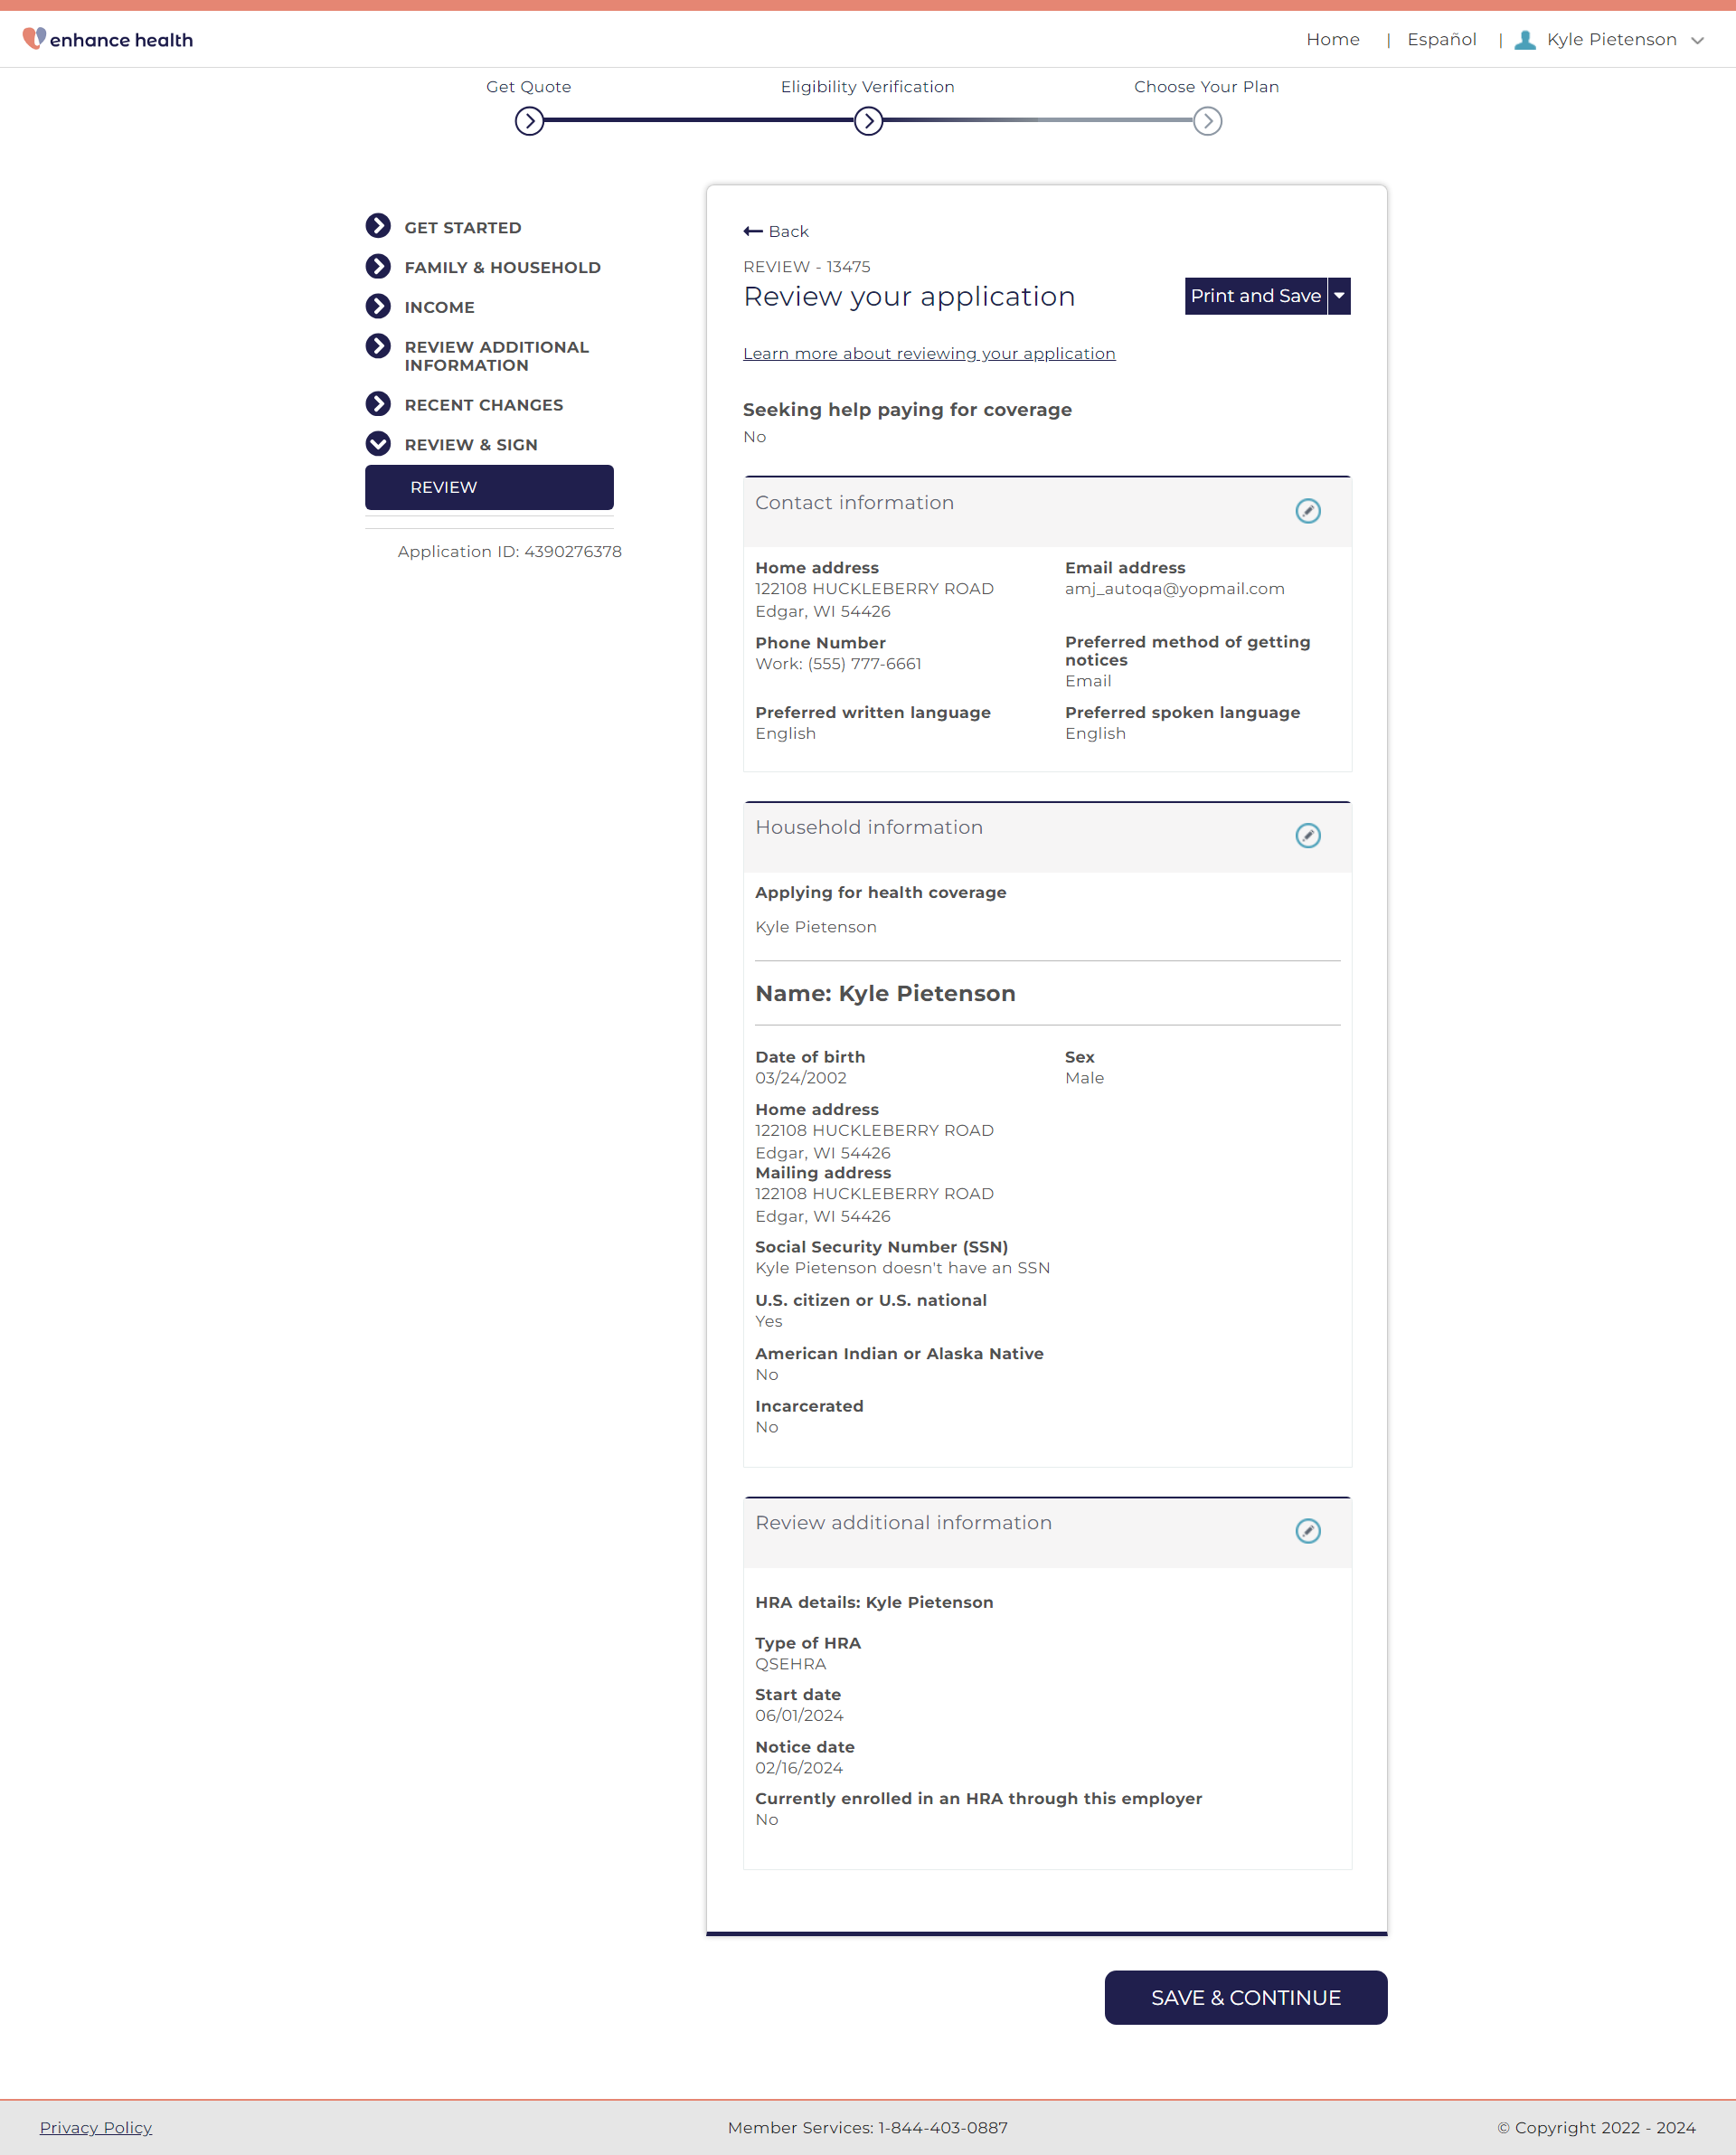 enhance health
Home | Español | Kyle Pietenson
Get Quote
Eligibility Verification
Choose Your Plan
GET STARTED
FAMILY & HOUSEHOLD
INCOME
REVIEW ADDITIONAL
INFORMATION
RECENT CHANGES
REVIEW & SIGN
REVIEW
Application ID: 4390276378
Back
REVIEW - 13475
Review your application
Print and Save
Learn more about reviewing your application
Seeking help paying for coverage
No
Contact information
Home address
122108 HUCKLEBERRY ROAD
Edgar, WI 54426
Email address
amj_autoqa@yopmail.com
Phone Number
Work: (555) 777-6661
Preferred method of getting
notices
Email
Preferred written language
English
Preferred spoken language
English
Household information
Applying for health coverage
Kyle Pietenson
Name: Kyle Pietenson
Date of birth
03/24/2002
Sex
Male
Home address
122108 HUCKLEBERRY ROAD
Edgar, WI 54426
Mailing address
122108 HUCKLEBERRY ROAD
Edgar, WI 54426
Social Security Number (SSN)
Kyle Pietenson doesn't have an SSN
U.S. citizen or U.S. national
Yes
American Indian or Alaska Native
No
Incarcerated
No
Review additional information
HRA details: Kyle Pietenson
Type of HRA
QSEHRA
Start date
06/01/2024
Notice date
02/16/2024
Currently enrolled in an HRA through this employer
No
SAVE & CONTINUE
Privacy Policy
Member Services: 1-844-403-0887
© Copyright 2022 - 2024